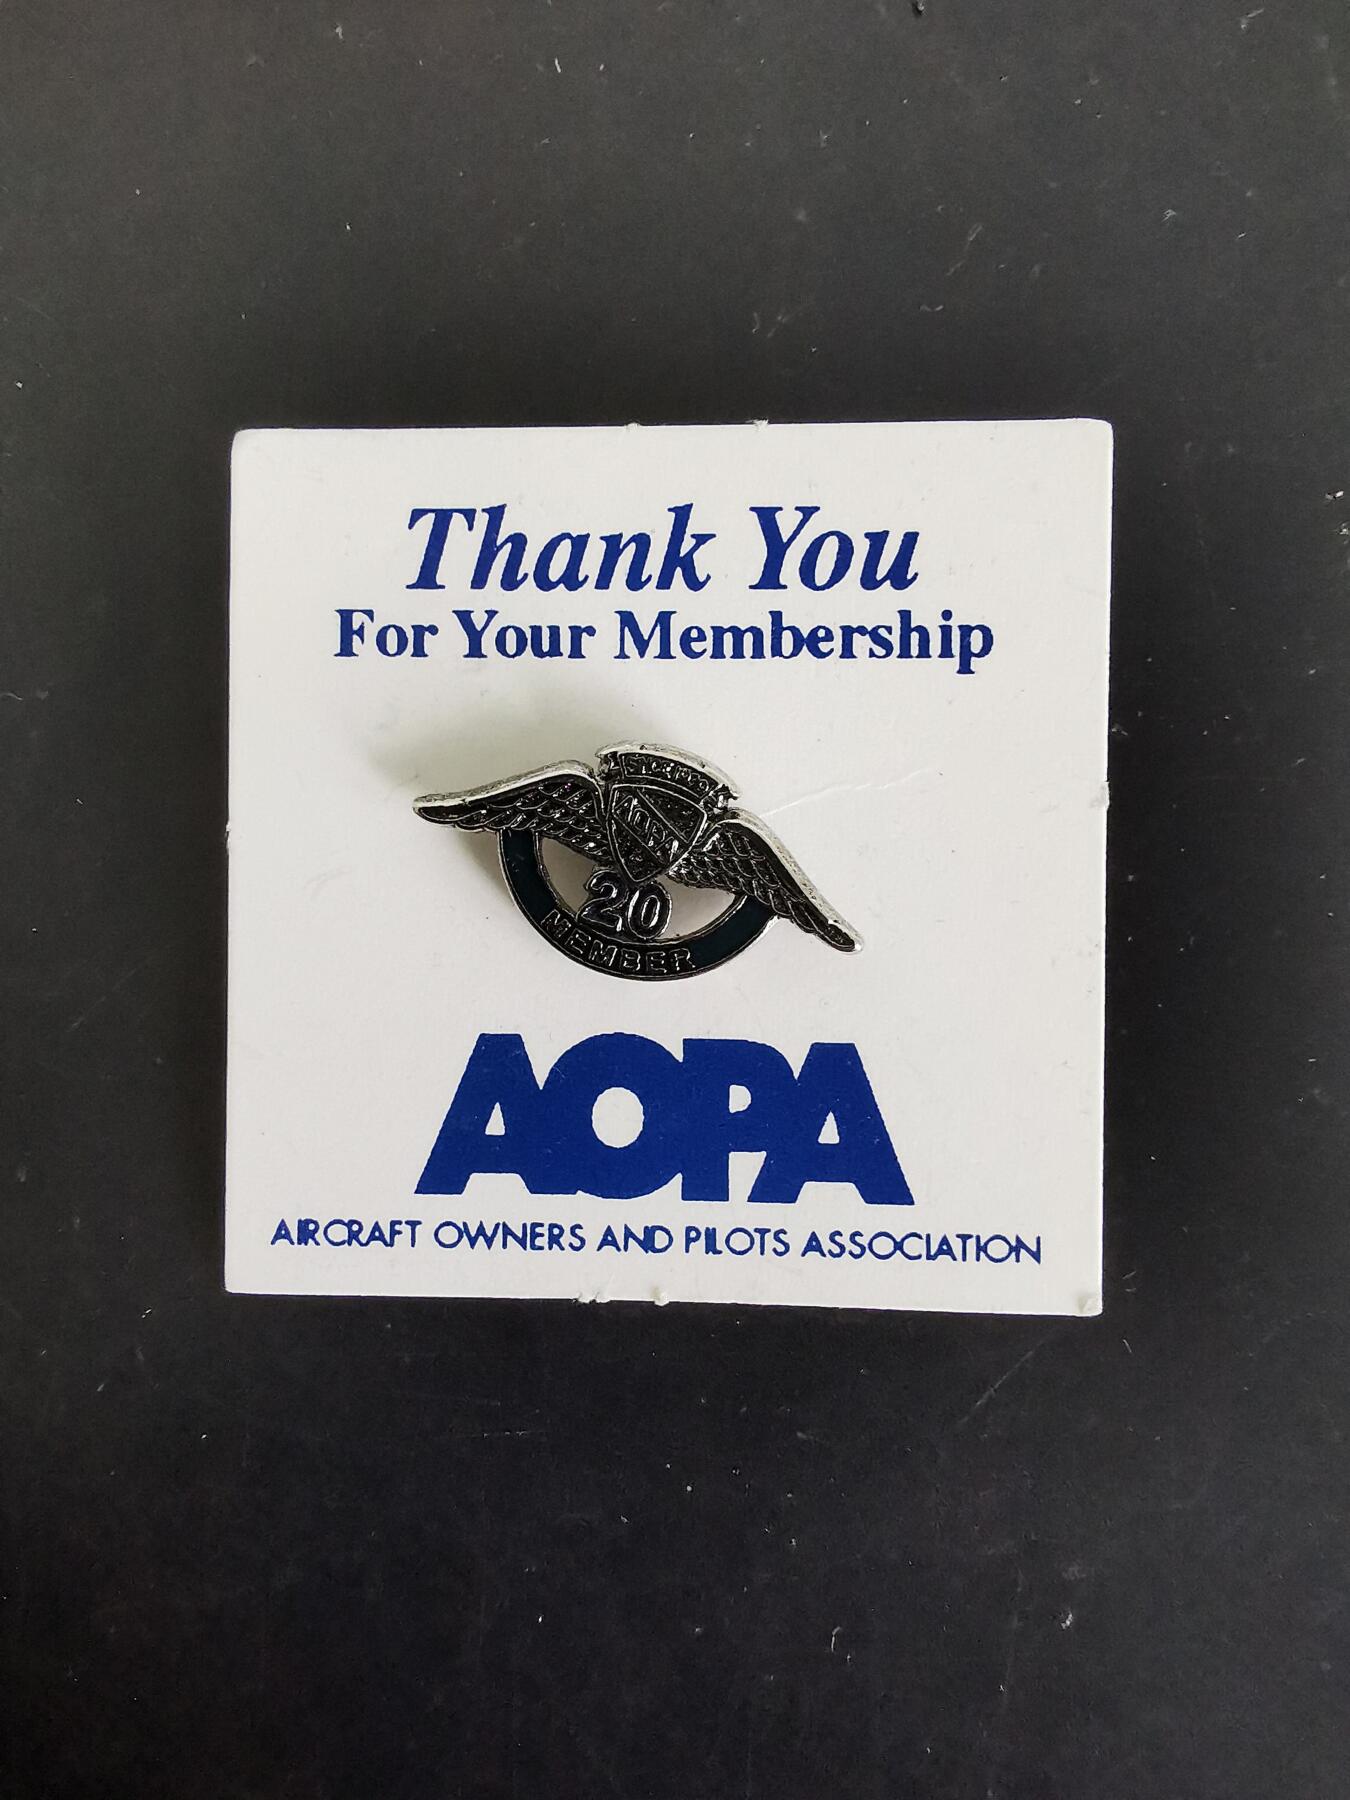 Thank You
For Your Membership
AOPA
20
MEMBER
AOPA
AIRCRAFT OWNERS AND PILOTS ASSOCIATION